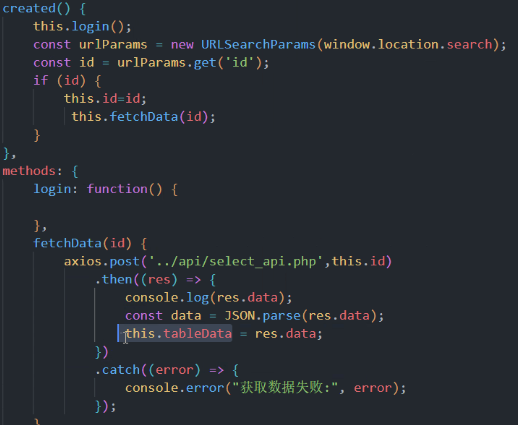 created() {
    this.login();
    const urlParams = new URLSearchParams(window.location.search);
    const id = urlParams.get('id');
    if (id) {
        this.id=id;
         this.fetchData(id);
    }
},
methods: {
    login: function() {

    },
    fetchData(id) {
        axios.post('../api/select_api.php',this.id)
            .then((res) => {
                console.log(res.data);
                const data = JSON.parse(res.data);
                this.tableData = res.data;
            })
            .catch((error) => {
                console.error("获取数据失败:", error);
            });
    }